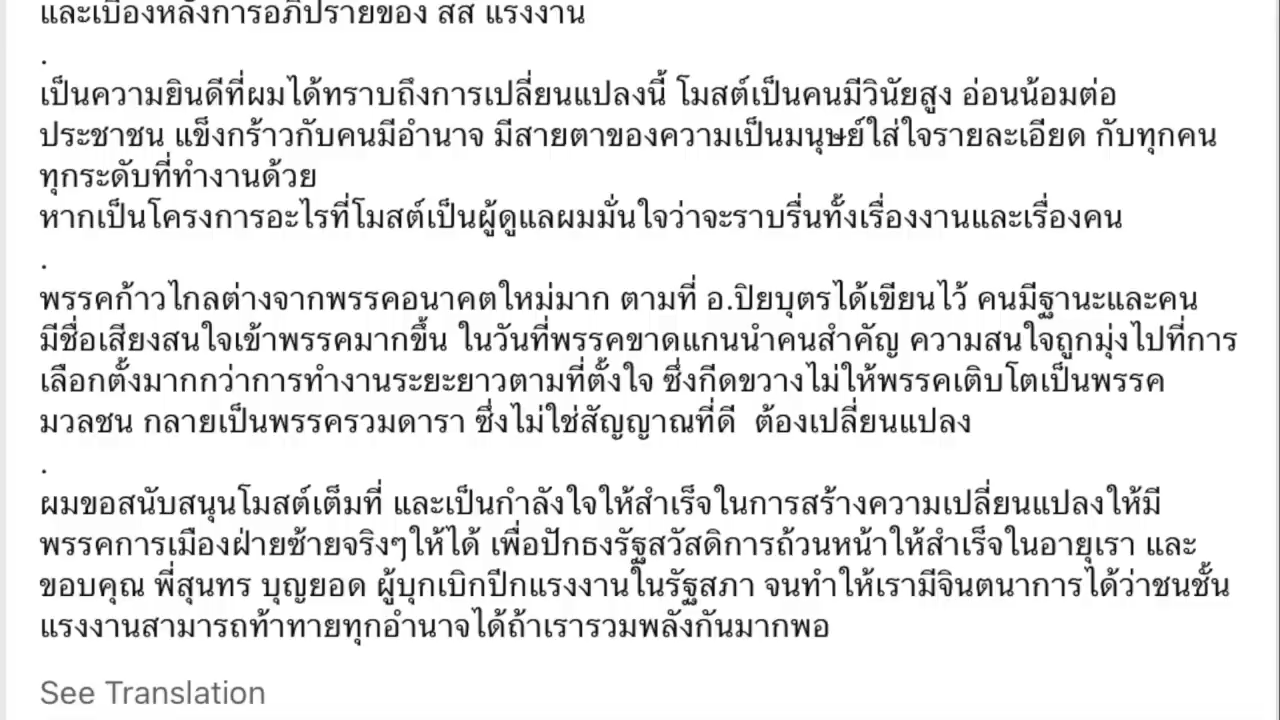 และเบื้องหลังการอภิปรายของ สส แรงงาน
.
เป็นความยินดีที่ผมได้ทราบถึงการเปลี่ยนแปลงนี้ โมสต์เป็นคนมีวินัยสูง อ่อนน้อมต่อ
ประชาชน แข็งกร้าวกับคนมีอำนาจ มีสายตาของความเป็นมนุษย์ใส่ใจรายละเอียด กับทุกคน
ทุกระดับที่ทำงานด้วย
หากเป็นโครงการอะไรที่โมสต์เป็นผู้ดูแลผมมั่นใจว่าจะราบรื่นทั้งเรื่องงานและเรื่องคน
.
พรรคก้าวไกลต่างจากพรรคอนาคตใหม่มาก ตามที่ อ.ปิยบุตรได้เขียนไว้ คนมีฐานะและคน
มีชื่อเสียงสนใจเข้าพรรคมากขึ้น ในวันที่พรรคขาดแกนนำคนสำคัญ ความสนใจถูกมุ่งไปที่การ
เลือกตั้งมากกว่าการทำงานระยะยาวตามที่ตั้งใจ ซึ่งกีดขวางไม่ให้พรรคเติบโตเป็นพรรค
มวลชน กลายเป็นพรรครวมดารา ซึ่งไม่ใช่สัญญาณที่ดี ต้องเปลี่ยนแปลง
.
ผมขอสนับสนุนโมสต์เต็มที่ และเป็นกำลังใจให้สำเร็จในการสร้างความเปลี่ยนแปลงให้มี
พรรคการเมืองฝ่ายซ้ายจริงๆให้ได้ เพื่อปักธงรัฐสวัสดิการถ้วนหน้าให้สำเร็จในอายุเรา และ
ขอบคุณ พี่สุนทร บุญยอด ผู้บุกเบิกปีกแรงงานในรัฐสภา จนทำให้เรามีจินตนาการได้ว่าชนชั้น
แรงงานสามารถท้าทายทุกอำนาจได้ถ้าเรารวมพลังกันมากพอ
See Translation